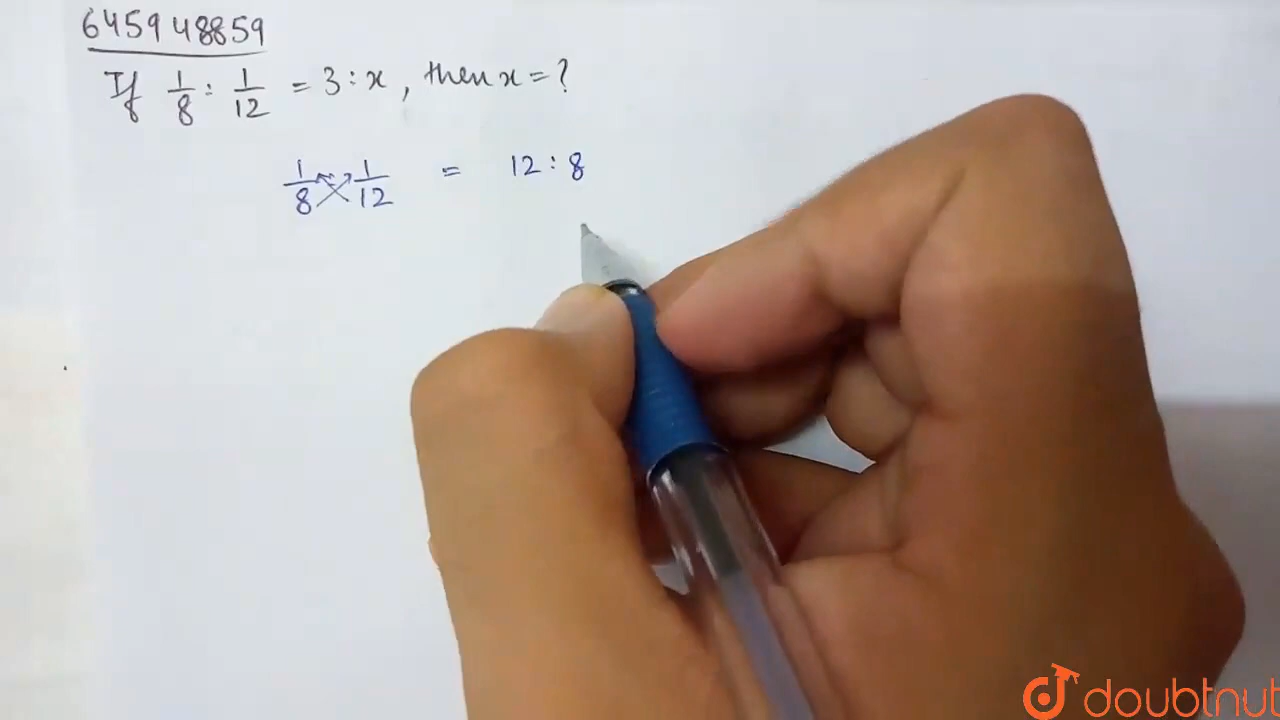 645948859
If 1/8 : 1/12 = 3 : x, then x = ?
1/8 1/12 = 12 : 8
doubtnut